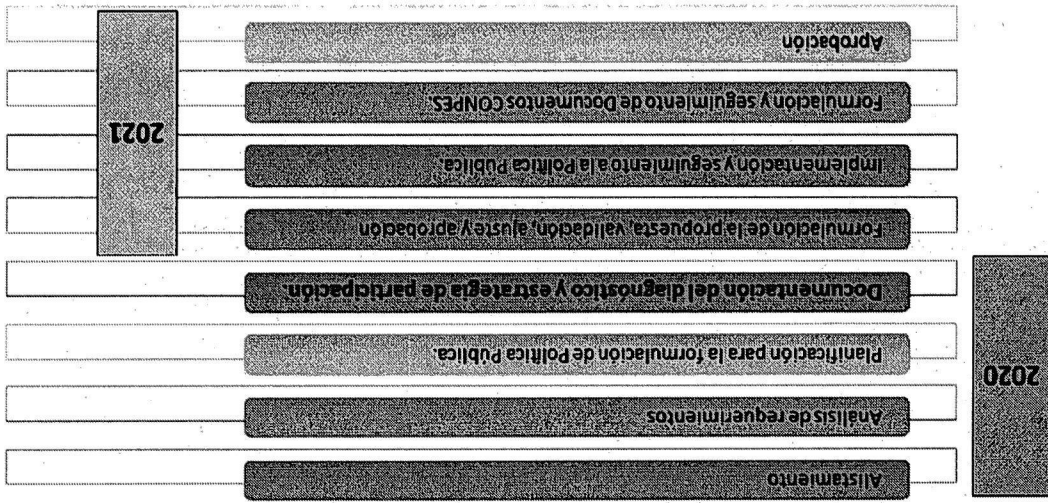 2020
Alistamiento
Análisis de requerimientos
Planificación para la formulación de Política Pública.
Documentación del diagnóstico y estrategia de participación.
2021
Formulación de la propuesta, validación, ajuste y aprobación
Implementación y seguimiento a la Política Pública.
Formulación y seguimiento de Documentos CONPES.
Aprobación